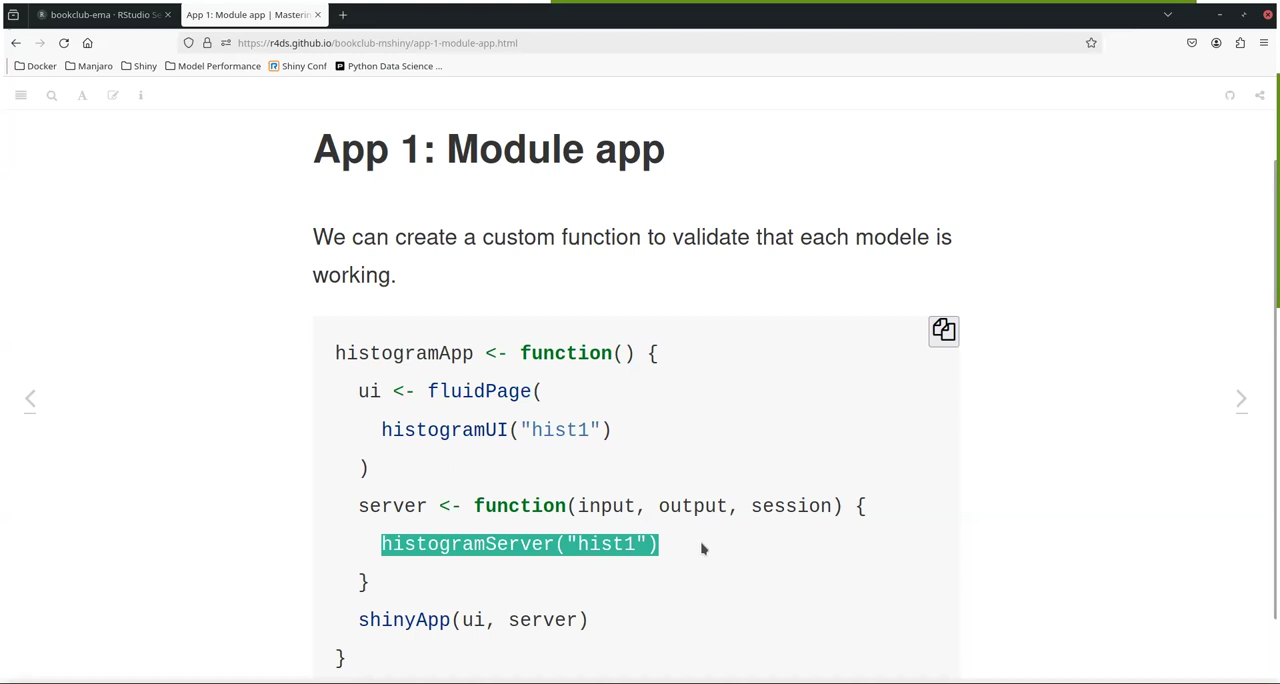 bookclub-ema · RStudio Se
App 1: Module app | Masterin
https://r4ds.github.io/bookclub-mshiny/app-1-module-app.html
Docker Manjaro Shiny Model Performance Shiny Conf Python Data Science ...
App 1: Module app
We can create a custom function to validate that each modele is
working.
histogramApp <- function() {
ui <- fluidPage(
histogramUI("hist1")
)
server <- function(input, output, session) {
histogramServer("hist1")
}
shinyApp(ui, server)
}